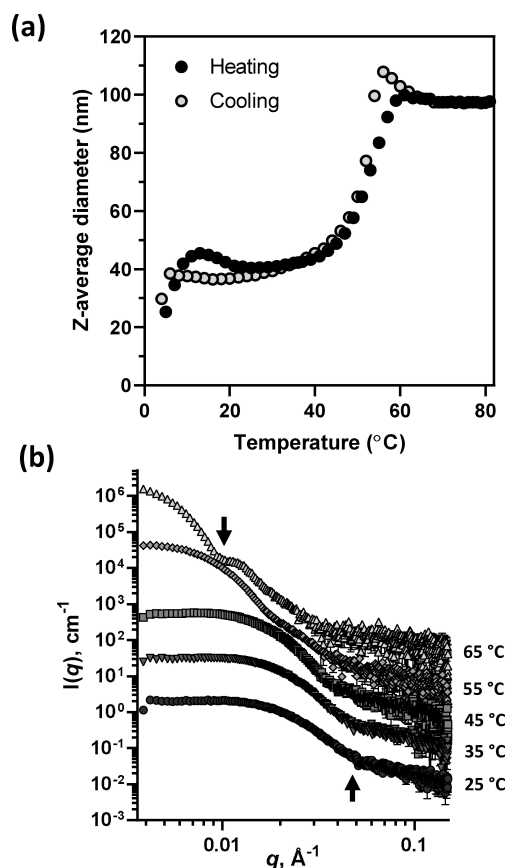 (a)
Z-average diameter (nm)
120
100
80
60
40
20
0
Heating
Cooling
0 20 40 60 80
Temperature (°C)
(b)
I(q), cm⁻¹
10⁶
10⁵
10⁴
10³
10²
10¹
10⁰
10⁻¹
10⁻²
10⁻³
65 °C
55 °C
45 °C
35 °C
25 °C
0.01 0.1
q, Å⁻¹